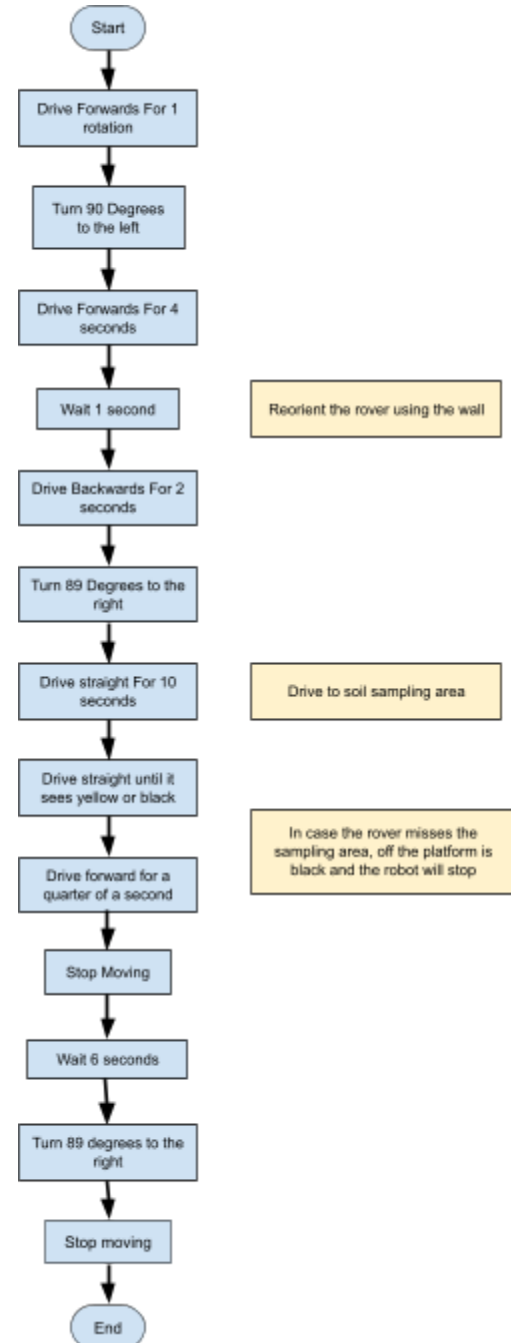 Start
Drive Forwards For 1
rotation
Turn 90 Degrees
to the left
Drive Forwards For 4
seconds
Wait 1 second
Reorient the rover using the wall
Drive Backwards For 2
seconds
Turn 89 Degrees to the
right
Drive straight For 10
seconds
Drive to soil sampling area
Drive straight until it
sees yellow or black
In case the rover misses the
sampling area, off the platform is
black and the robot will stop
Drive forward for a
quarter of a second
Stop Moving
Wait 6 seconds
Turn 89 degrees to the
right
Stop moving
End